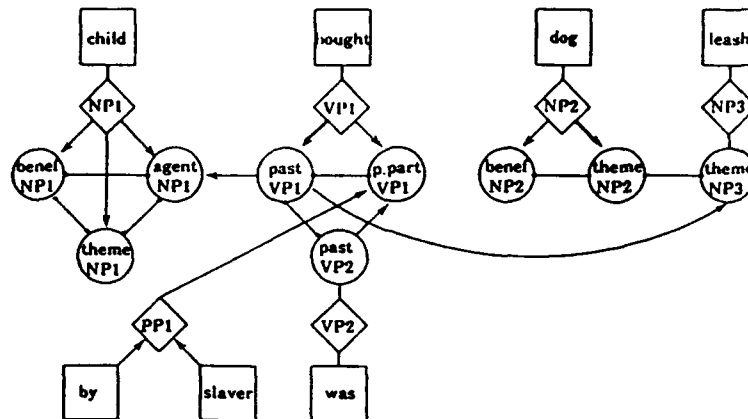 child bought dog leash
NP1 VP1 NP2 NP3
benef NP1
agent NP1
past VP1
p.part VP1
benef NP2
theme NP2
theme NP3
theme NP1
past VP2
PP1 VP2
by slaver was